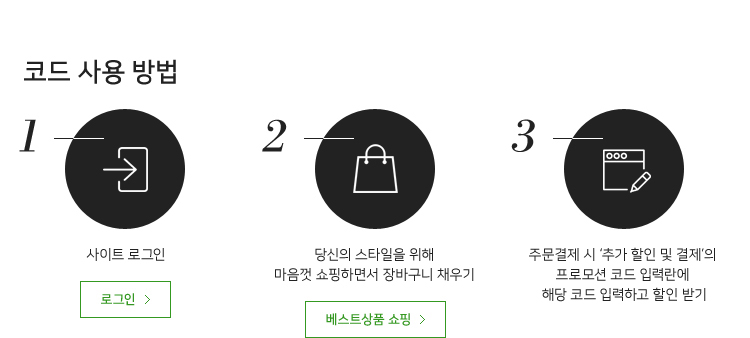 코드 사용 방법
1
사이트 로그인
로그인
2
당신의 스타일을 위해
마음껏 쇼핑하면서 장바구니 채우기
베스트상품 쇼핑
3
주문결제 시 '추가 할인 및 결제'의
프로모션 코드 입력란에
해당 코드 입력하고 할인 받기